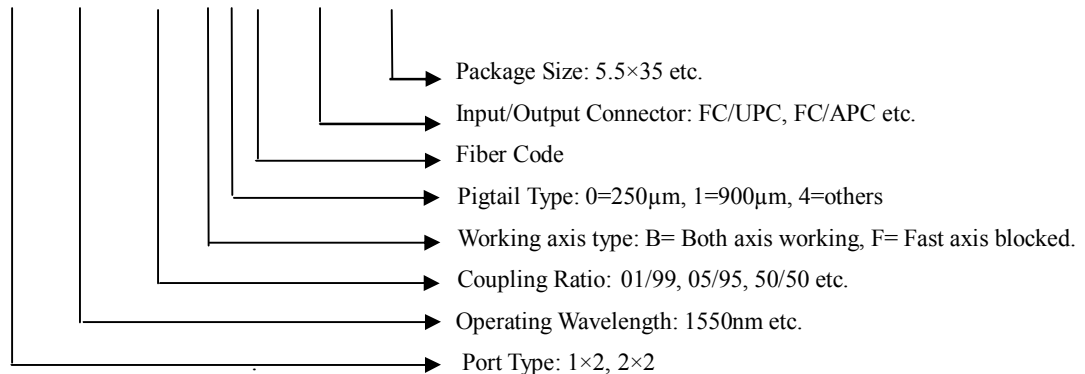 Package Size: 5.5×35 etc.
Input/Output Connector: FC/UPC, FC/APC etc.
Fiber Code
Pigtail Type: 0=250μm, 1=900μm, 4=others
Working axis type: B= Both axis working, F= Fast axis blocked.
Coupling Ratio: 01/99, 05/95, 50/50 etc.
Operating Wavelength: 1550nm etc.
Port Type: 1×2, 2×2